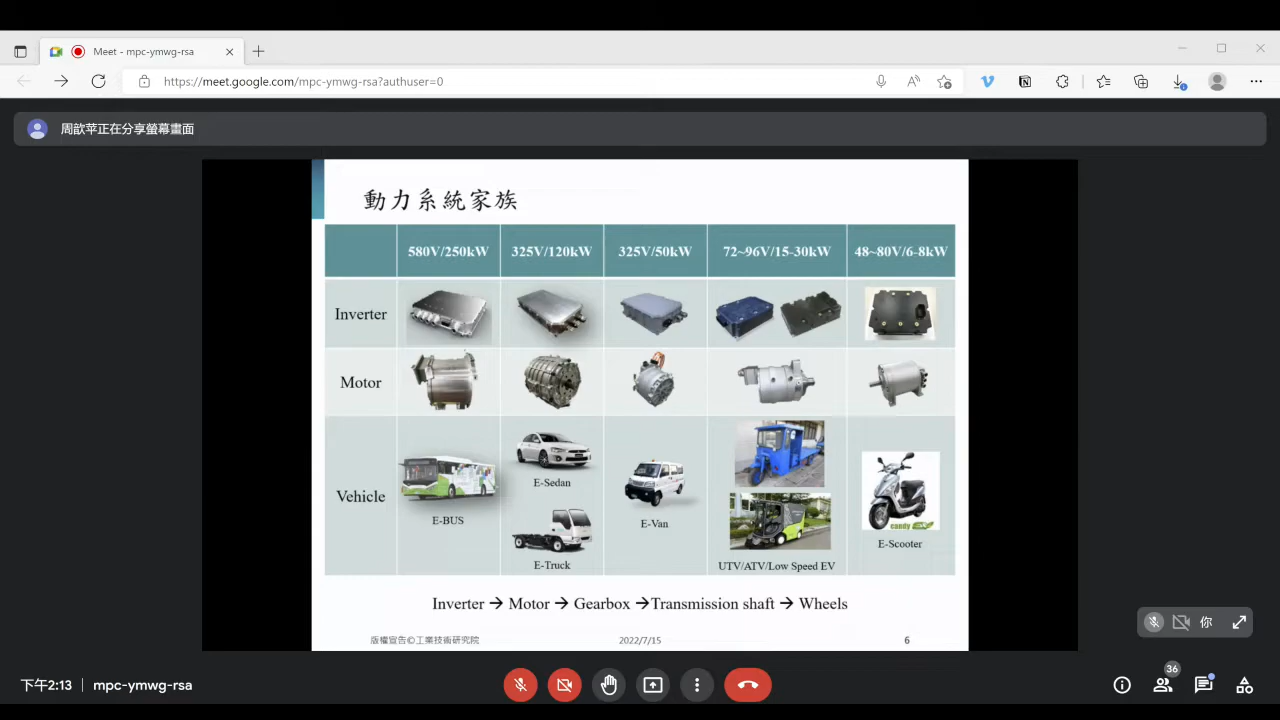 Meet - mpc-ymwg-rsa
https://meet.google.com/mpc-ymwg-rsa?authuser=0
周歆苹正在分享螢幕畫面
動力系統家族
580V/250kW 325V/120kW 325V/50kW 72~96V/15-30kW 48~80V/6-8kW
Inverter
Motor
Vehicle
E-BUS
E-Sedan
E-Truck
E-Van
UTV/ATV/Low Speed EV
candy EV
E-Scooter
Inverter → Motor → Gearbox →Transmission shaft → Wheels
版權宣告©工業技術研究院 2022/7/15 6
你
下午2:13 mpc-ymwg-rsa
36